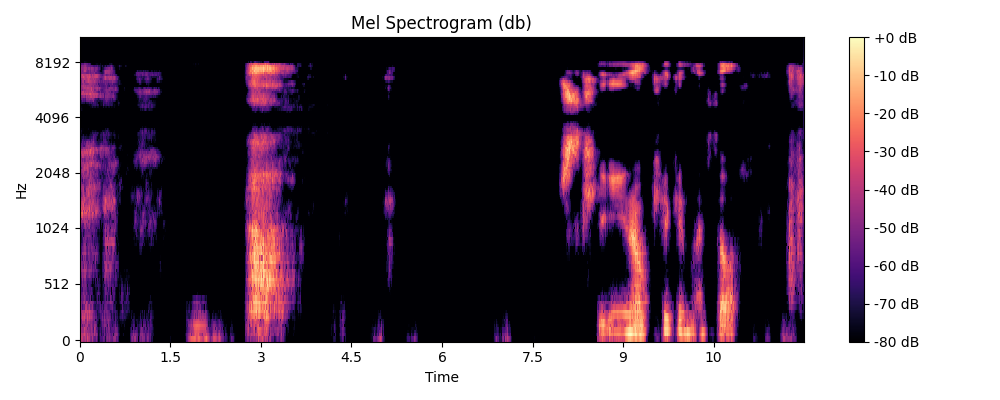 Mel Spectrogram (db)
8192
4096
2048
1024
512
0
Hz
0 1.5 3 4.5 6 7.5 9 10
Time
+0 dB
-10 dB
-20 dB
-30 dB
-40 dB
-50 dB
-60 dB
-70 dB
-80 dB